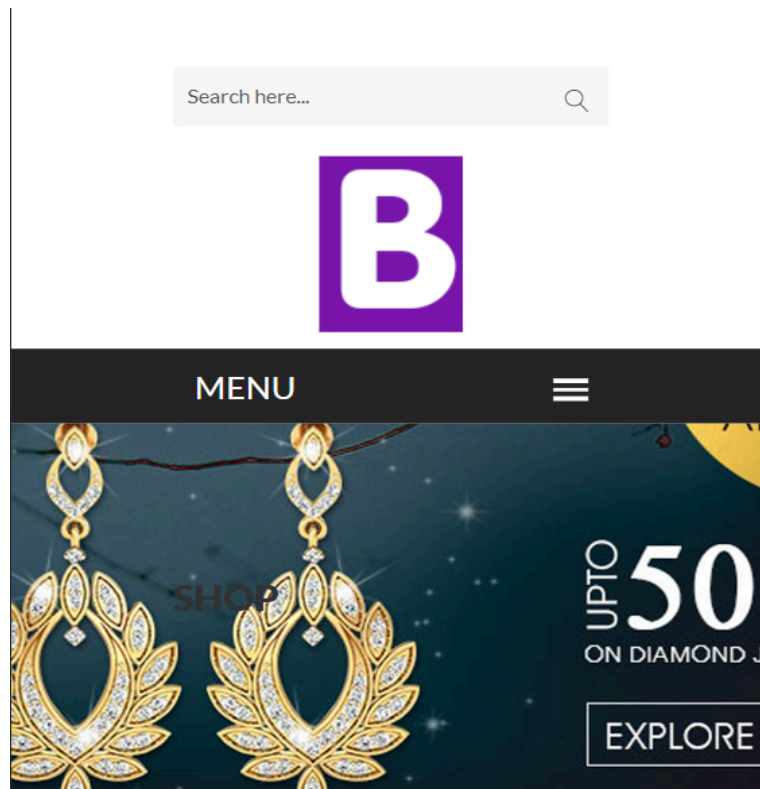 Search here...
B
MENU
SHOP
UPTO 50
ON DIAMOND
EXPLORE